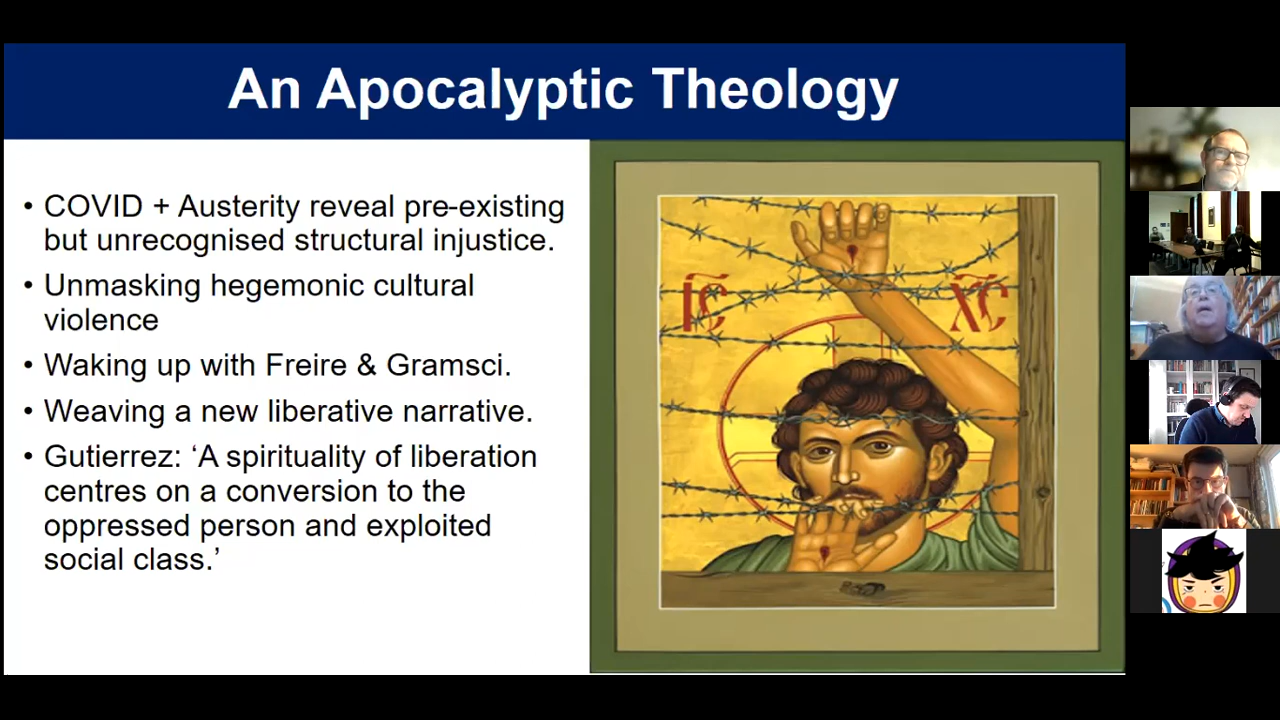 An Apocalyptic Theology
• COVID + Austerity reveal pre-existing
but unrecognised structural injustice.
• Unmasking hegemonic cultural
violence
• Waking up with Freire & Gramsci.
• Weaving a new liberative narrative.
• Gutierrez: ‘A spirituality of liberation
centres on a conversion to the
oppressed person and exploited
social class.’
IC XC